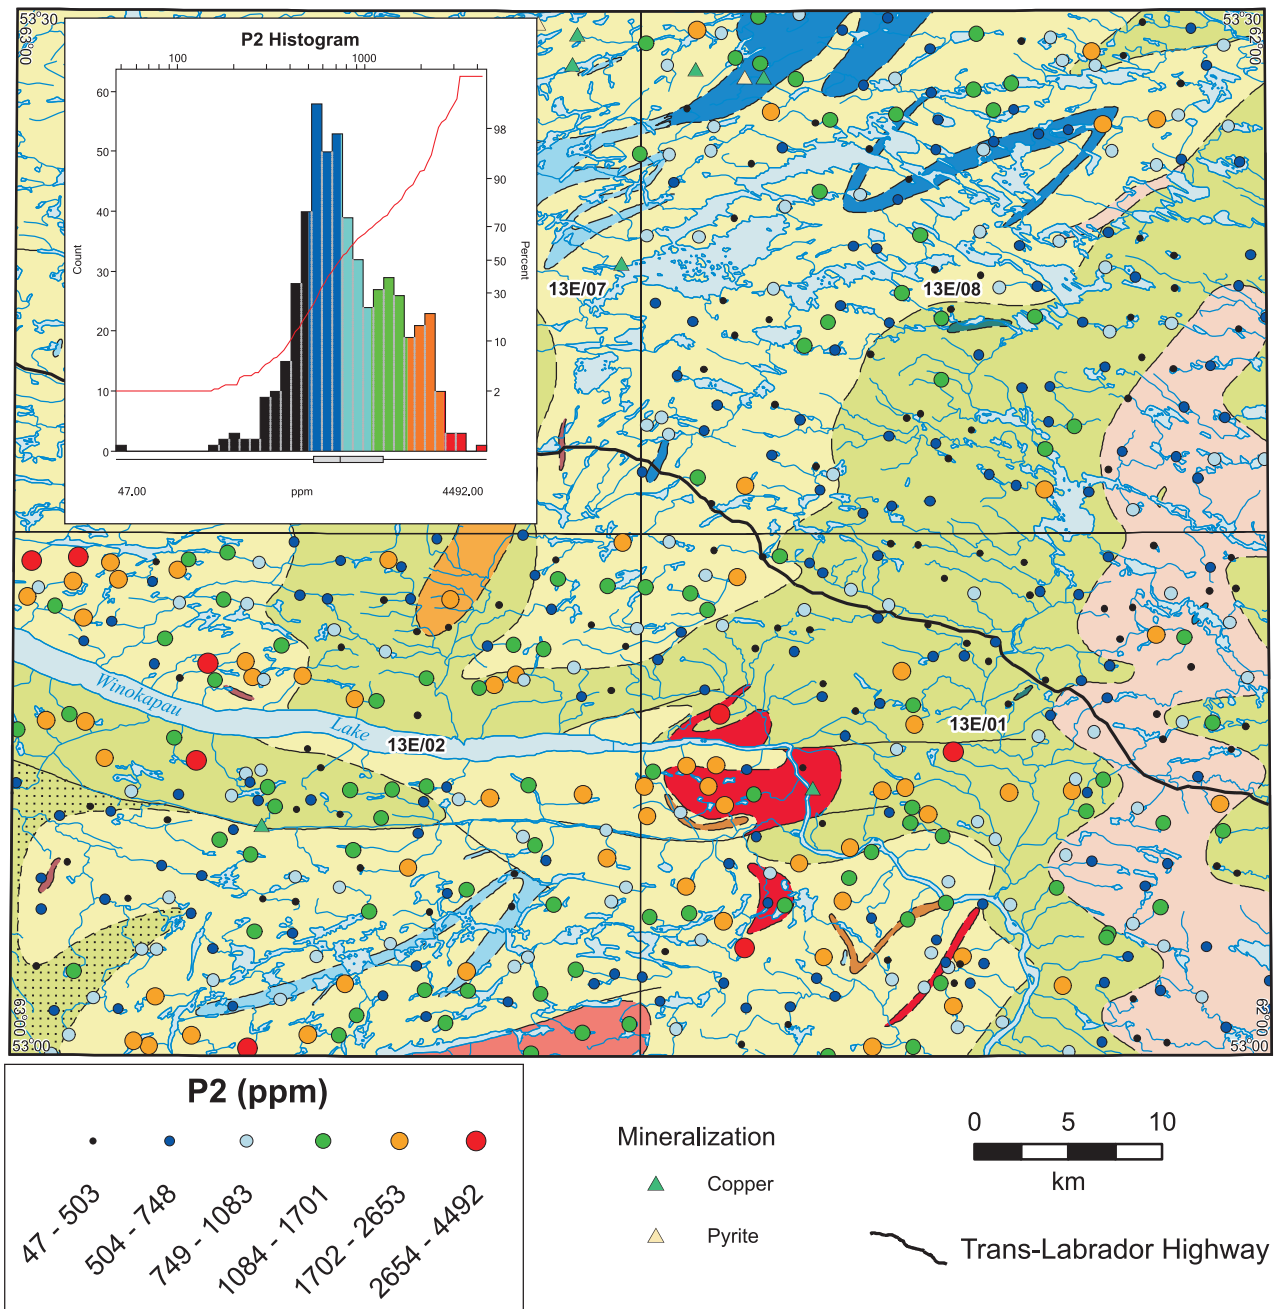 53°30'
63°00'
53°30'
62°00'
P2 Histogram
100
1000
60
50
40
30
20
10
0
Count
98
90
70
50
30
10
2
Percent
47.00
ppm
4492.00
13E/07
13E/08
Winokapau
Lake
13E/02
13E/01
63°00'
53°00'
62°00'
53°00'
P2 (ppm)
47 - 503
504 - 748
749 - 1083
1084 - 1701
1702 - 2653
2654 - 4492
Mineralization
Copper
Pyrite
0 5 10
km
Trans-Labrador Highway